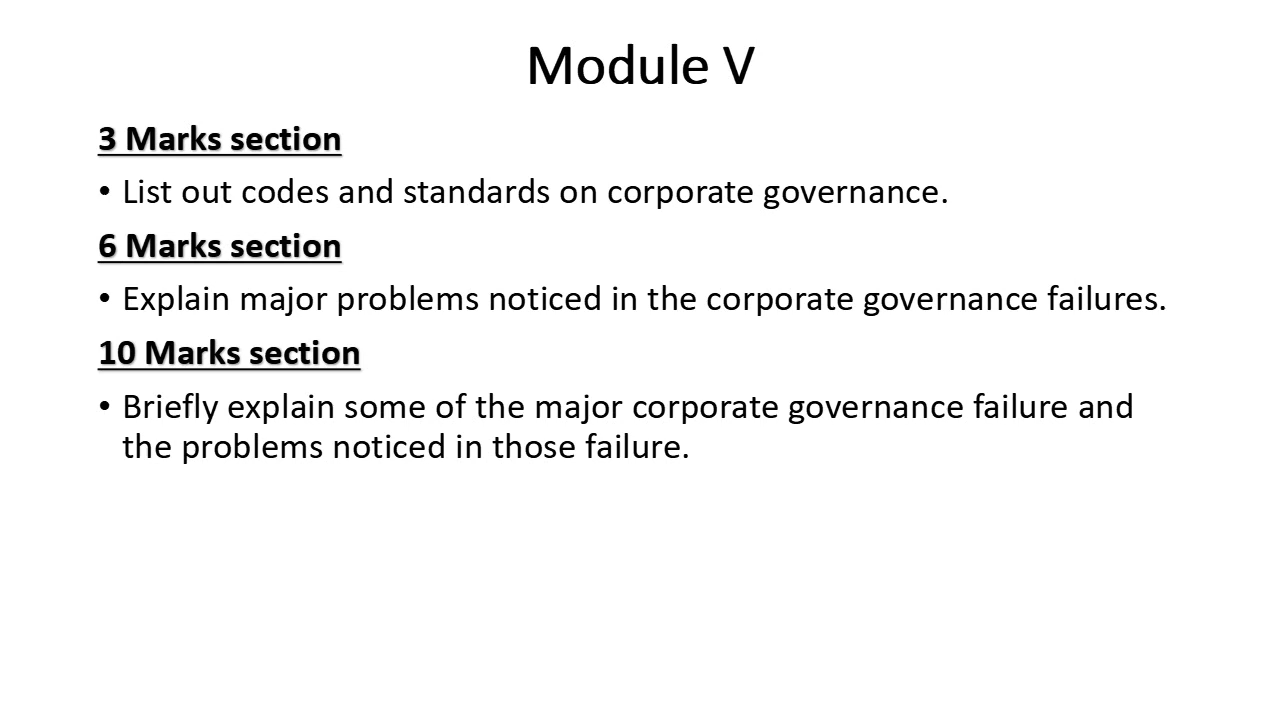 Module V
3 Marks section
• List out codes and standards on corporate governance.
6 Marks section
• Explain major problems noticed in the corporate governance failures.
10 Marks section
• Briefly explain some of the major corporate governance failure and
the problems noticed in those failure.